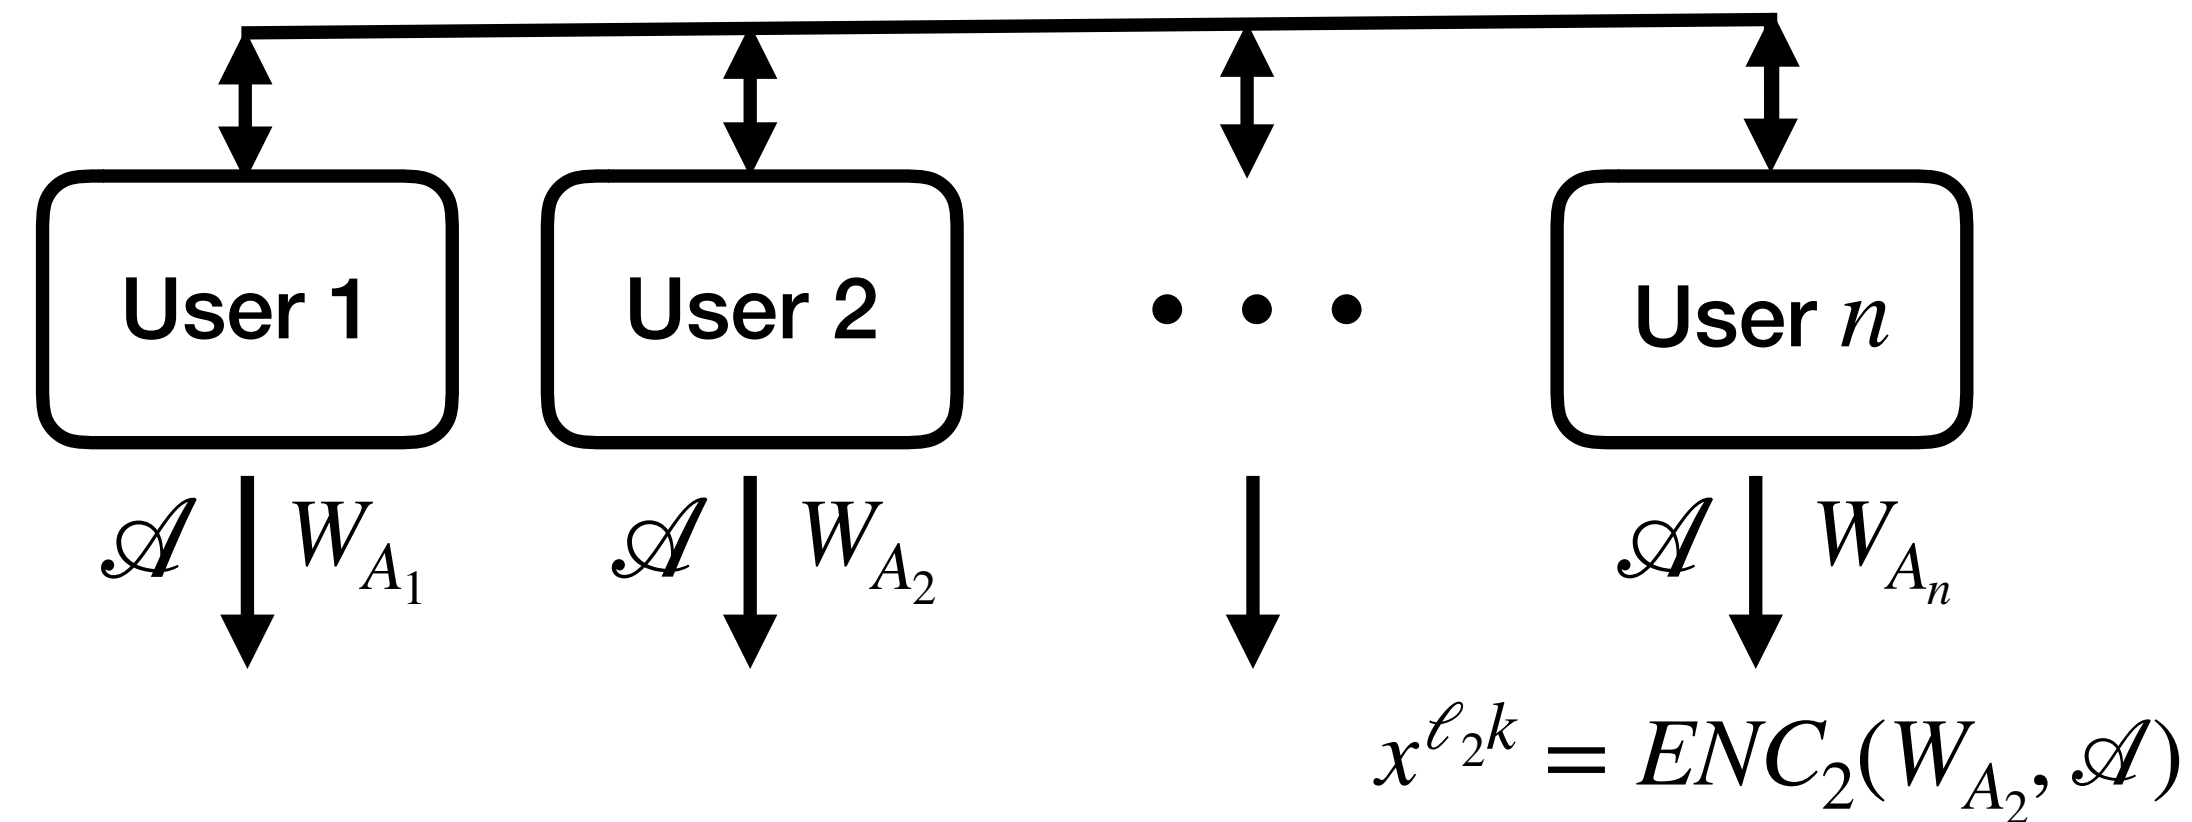 User 1 User 2 • • • User n
𝒜 W_{A_1} 𝒜 W_{A_2} 𝒜 W_{A_n}
x^{ℓ_2 k} = ENC_2(W_{A_2}, 𝒜)